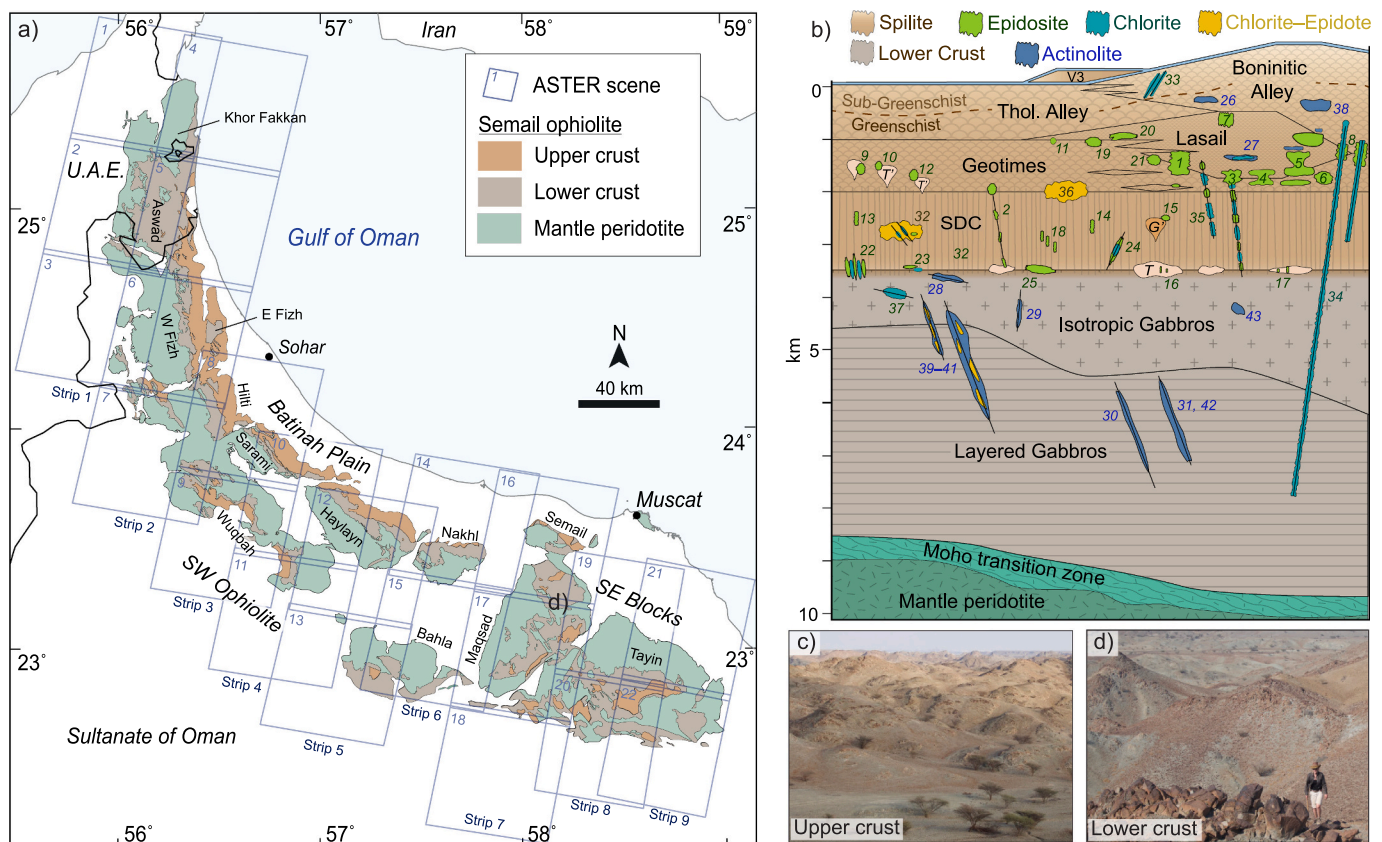 a)
56˚
57˚
58˚
59˚
Iran
1
4
ASTER scene
1
Semail ophiolite
Upper crust
Lower crust
Mantle peridotite
Khor Fakkan
2
5
U.A.E.
25˚
25˚
Aswad
Gulf of Oman
3
6
W Fizh
E Fizh
Sohar
N
40 km
Strip 1
7
Hilti
Batinah Plain
24˚
24˚
Sarami
14
16
Muscat
9
12
Strip 2
Wuqbah
Haylayn
Nakhl
Semail
11
15
19
21
SW Ophiolite
Strip 3
17
d)
SE Blocks
13
Bahla
Maqsad
Tayin
23˚
23˚
Strip 4
20
22
Strip 6
18
Sultanate of Oman
Strip 5
Strip 8
Strip 9
Strip 7
56˚
57˚
58˚
b)
Spilite
Epidosite
Chlorite
Chlorite–Epidote
Lower Crust
Actinolite
V3
33
Boninitic
Alley
0
Sub-Greenschist
Greenschist
Thol. Alley
26
38
7
20
Lasail
27
8
11
19
21
1
5
9
10
12
Geotimes
T'
T'
3
4
6
36
13
32
SDC
2
14
15
35
G'
18
24
22
23
32
25
T
16
17
28
34
37
29
43
Isotropic Gabbros
km
5
39–41
30
31, 42
Layered Gabbros
Moho transition
zone
Mantle peridotite
10
c)
Upper crust
d)
Lower crust